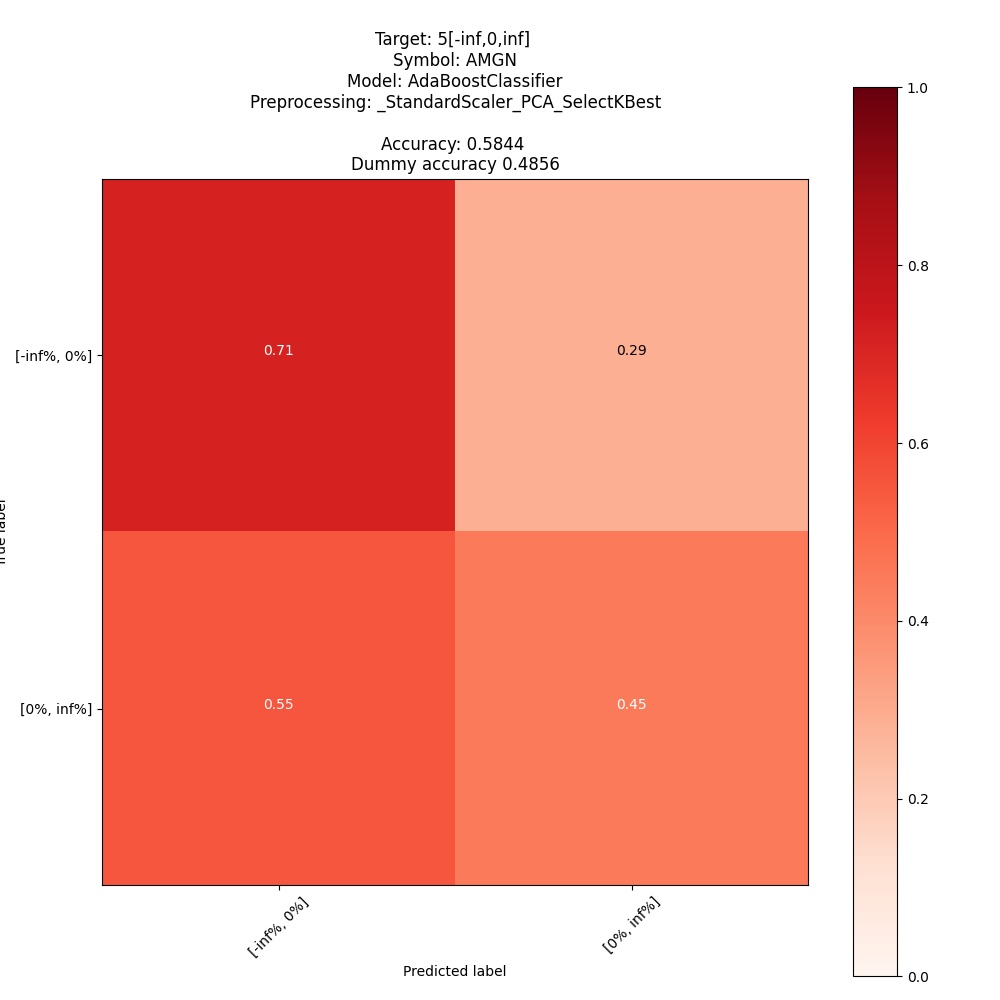 Target: 5[-inf,0,inf]
Symbol: AMGN
Model: AdaBoostClassifier
Preprocessing: _StandardScaler_PCA_SelectKBest
Accuracy: 0.5844
Dummy accuracy 0.4856
1.0
0.8
0.6
0.4
0.2
0.0
True label
[-inf%, 0%]
0.71
0.29
[0%, inf%]
0.55
0.45
[-inf%, 0%]
[0%, inf%]
Predicted label